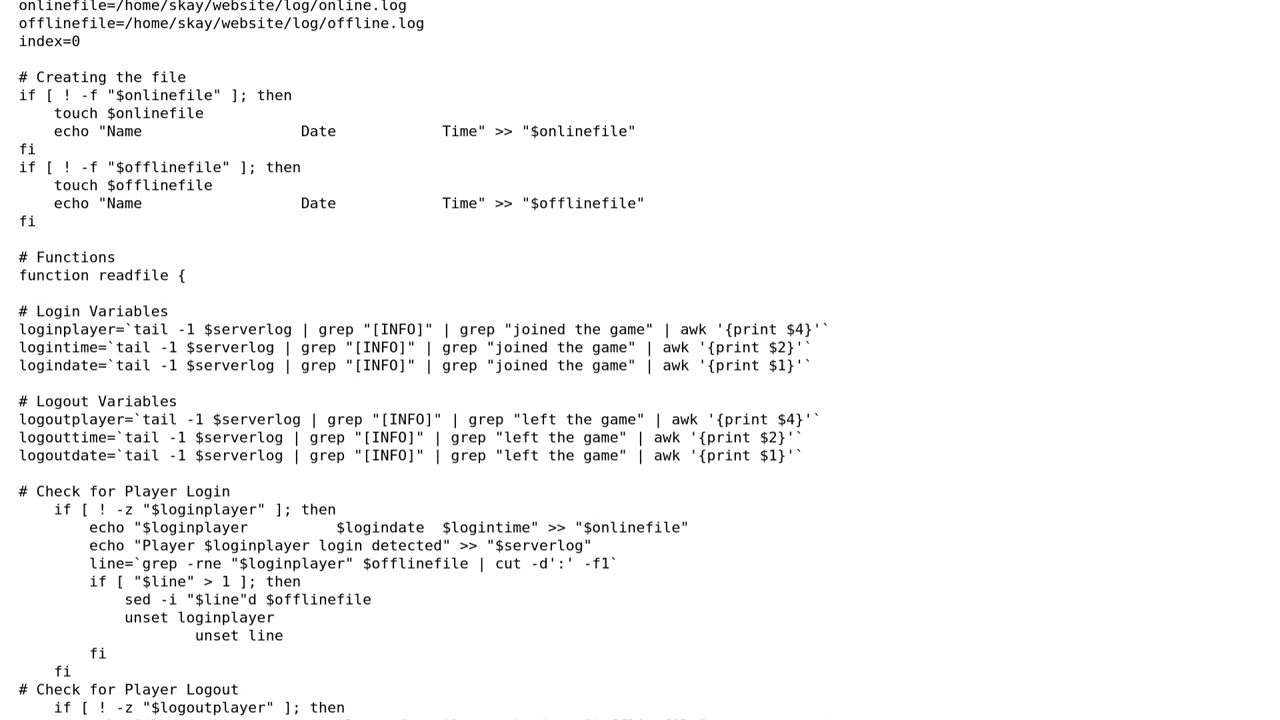 onlinefile=/home/skay/website/log/online.log
offlinefile=/home/skay/website/log/offline.log
index=0

# Creating the file
if [ ! -f "$onlinefile" ]; then
    touch $onlinefile
    echo "Name                  Date            Time" >> "$onlinefile"
fi
if [ ! -f "$offlinefile" ]; then
    touch $offlinefile
    echo "Name                  Date            Time" >> "$offlinefile"
fi

# Functions
function readfile {

# Login Variables
loginplayer=`tail -1 $serverlog | grep "[INFO]" | grep "joined the game" | awk '{print $4}'`
logintime=`tail -1 $serverlog | grep "[INFO]" | grep "joined the game" | awk '{print $2}'`
logindate=`tail -1 $serverlog | grep "[INFO]" | grep "joined the game" | awk '{print $1}'`

# Logout Variables
logoutplayer=`tail -1 $serverlog | grep "[INFO]" | grep "left the game" | awk '{print $4}'`
logouttime=`tail -1 $serverlog | grep "[INFO]" | grep "left the game" | awk '{print $2}'`
logoutdate=`tail -1 $serverlog | grep "[INFO]" | grep "left the game" | awk '{print $1}'`

# Check for Player Login
    if [ ! -z "$loginplayer" ]; then
        echo "$loginplayer          $logindate  $logintime" >> "$onlinefile"
        echo "Player $loginplayer login detected" >> "$serverlog"
        line=`grep -rne "$loginplayer" $offlinefile | cut -d':' -f1`
        if [ "$line" > 1 ]; then
            sed -i "$line"d $offlinefile
            unset loginplayer
                    unset line
        fi
    fi
# Check for Player Logout
    if [ ! -z "$logoutplayer" ]; then